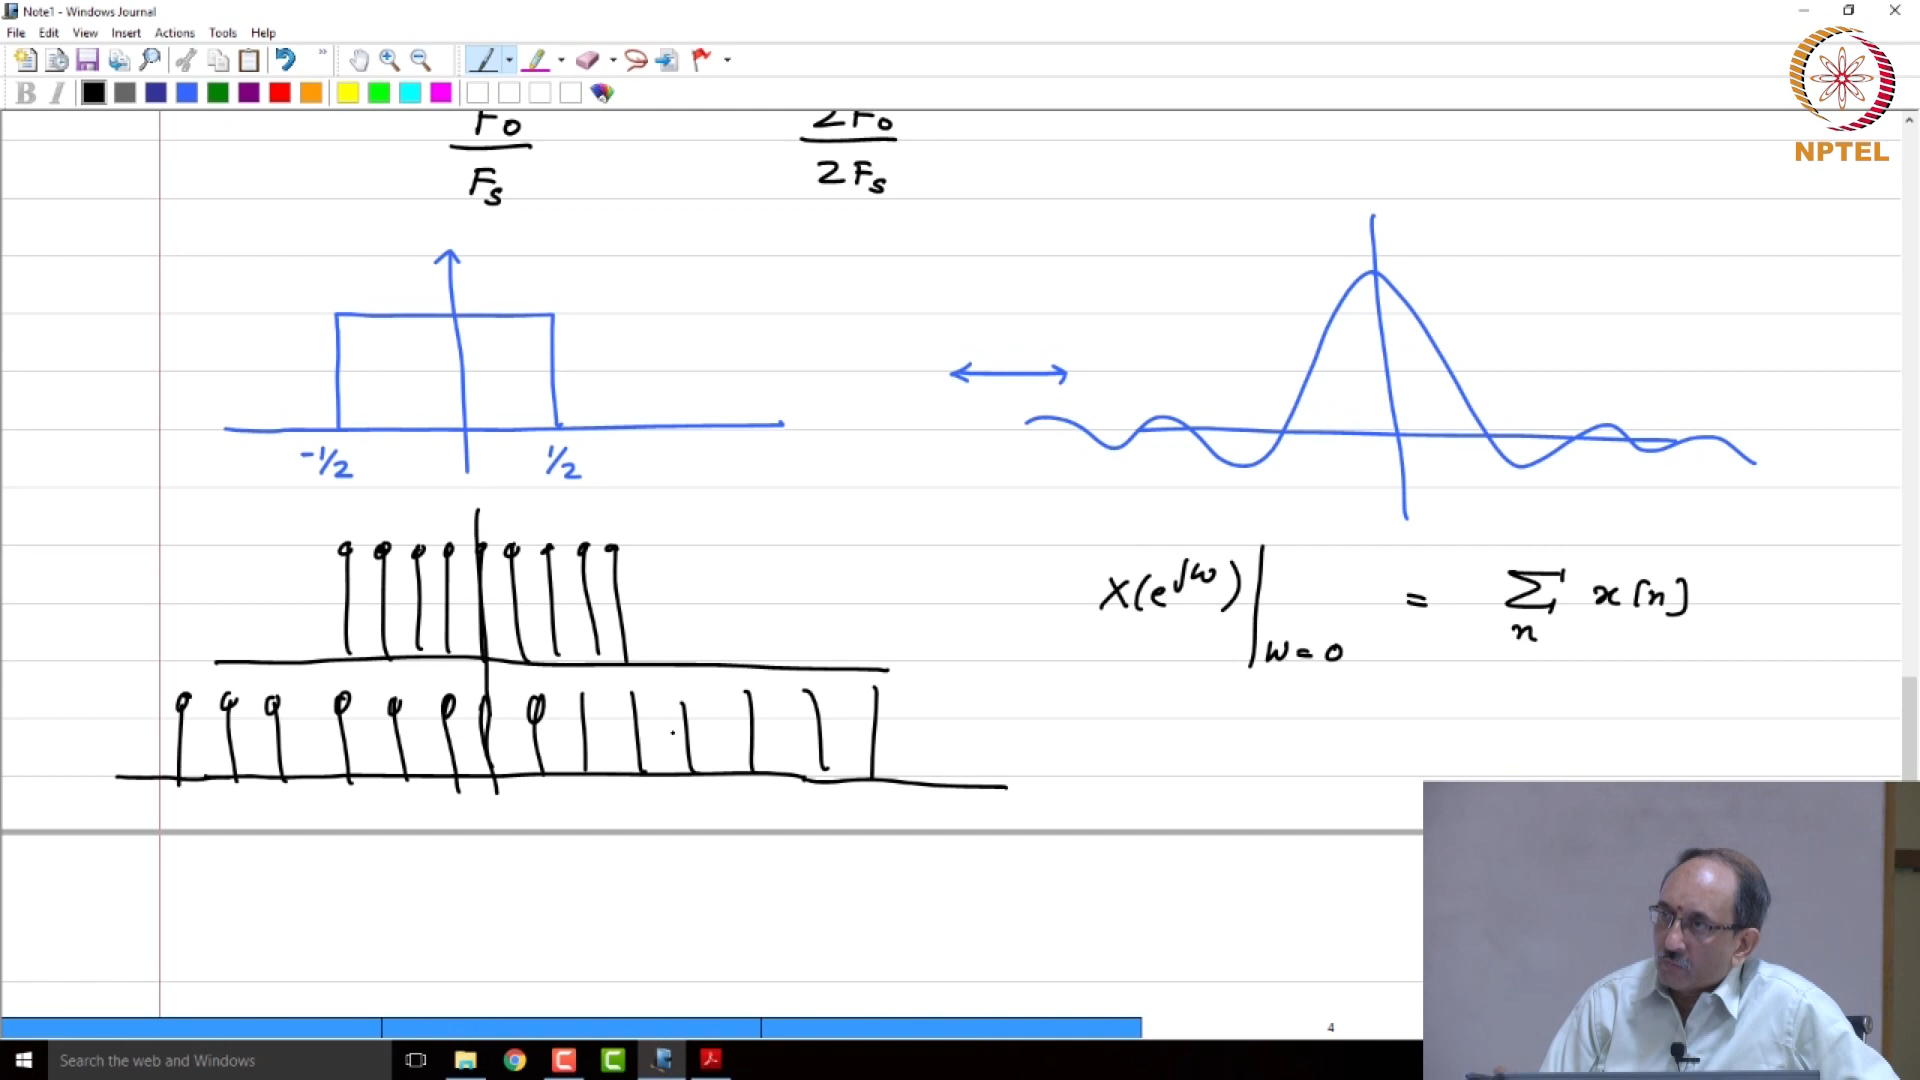 Note1 - Windows Journal
File Edit View Insert Actions Tools Help
B I
NPTEL
F0
Fs
2F0
2Fs
-1/2
1/2
X(e^jω)|ω=0 = Σn x[n]
4
Search the web and Windows